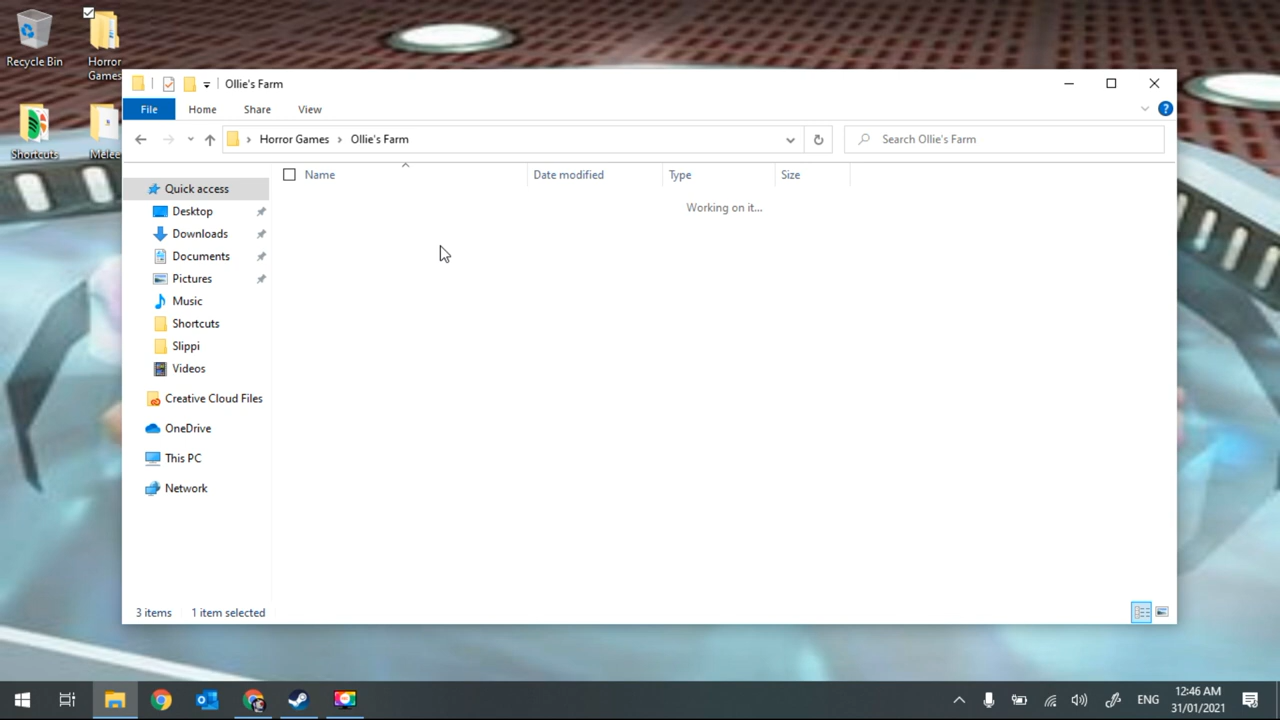 Recycle Bin
Horror
Games
Shortcuts
Melee
Ollie's Farm
File Home Share View
Horror Games Ollie's Farm
Search Ollie's Farm
Name Date modified Type Size
Working on it...
Quick access
Desktop
Downloads
Documents
Pictures
Music
Shortcuts
Slippi
Videos
Creative Cloud Files
OneDrive
This PC
Network
3 items 1 item selected
ENG
12:46 AM
31/01/2021